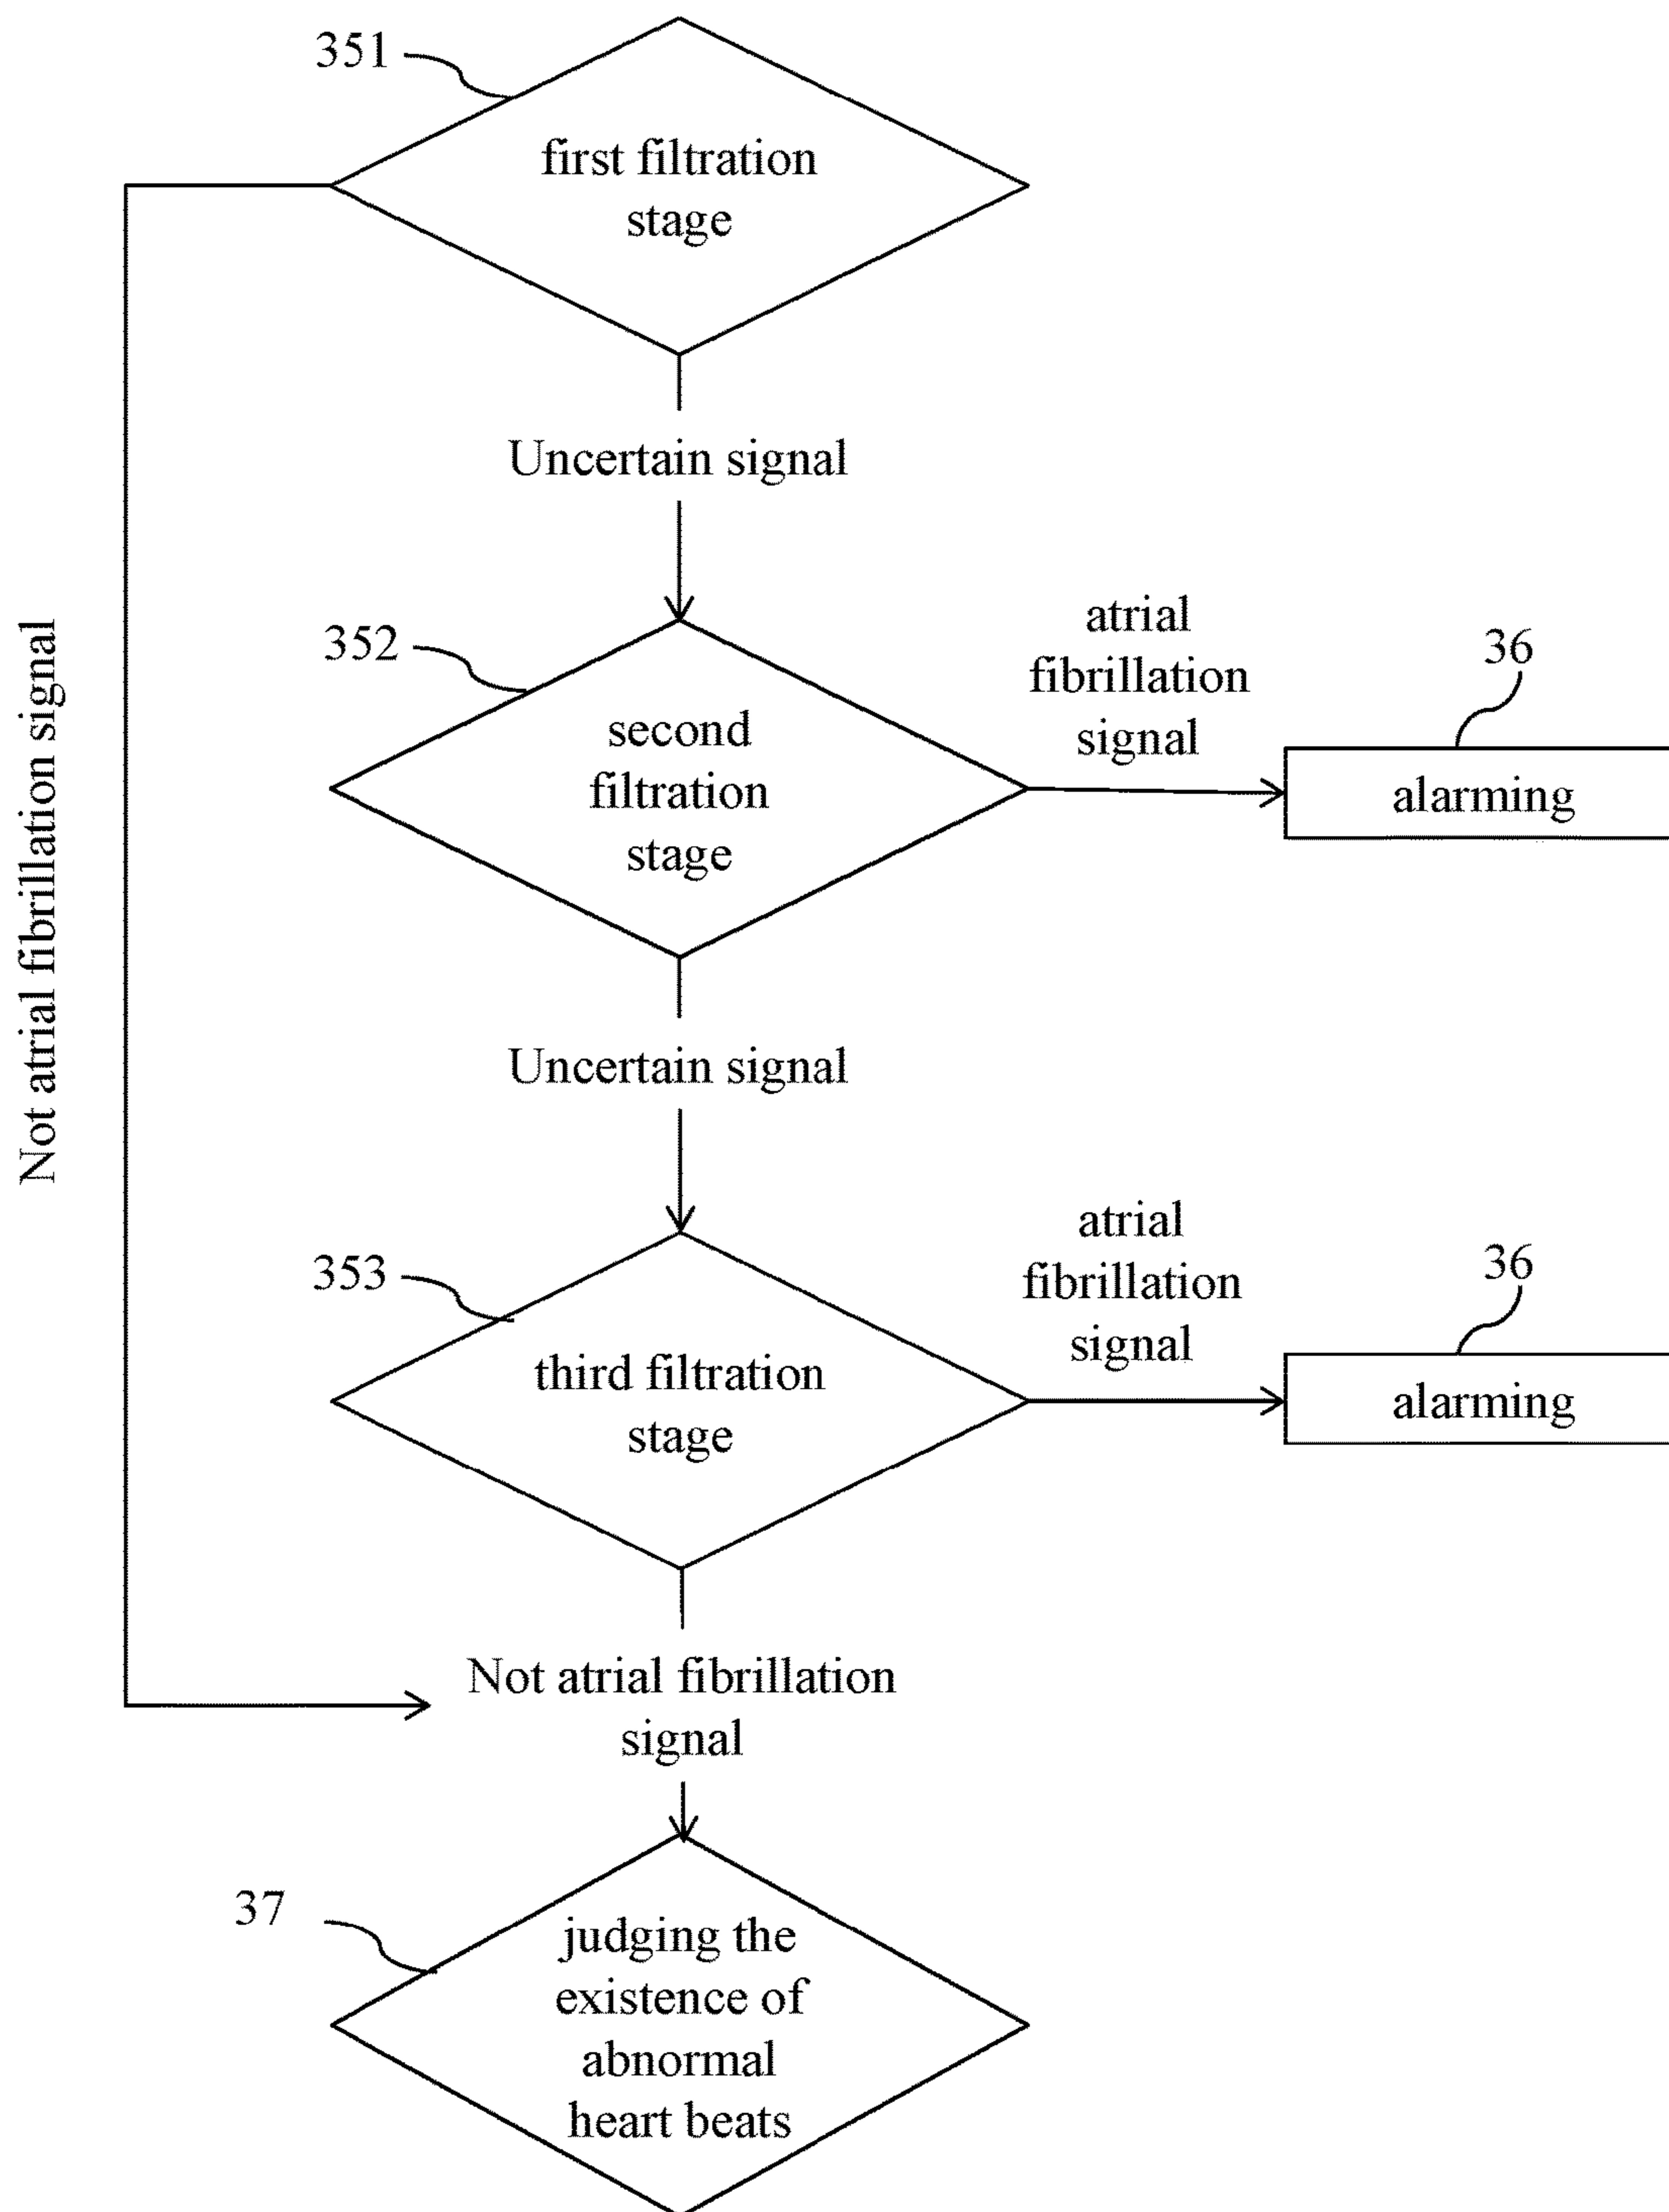 351
first filtration
stage
Uncertain signal
Not atrial fibrillation signal
352
second
filtration
stage
atrial
fibrillation
signal
36
alarming
Uncertain signal
353
third filtration
stage
atrial
fibrillation
signal
36
alarming
Not atrial fibrillation
signal
37
judging the
existence of
abnormal
heart beats